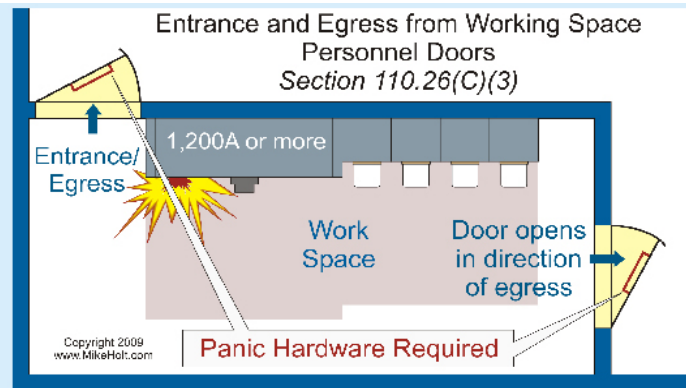 Entrance and Egress from Working Space
Personnel Doors
Section 110.26(C)(3)
1,200A or more
Entrance/
Egress
Work
Space
Door opens
in direction
of egress
Copyright 2009
www.MikeHolt.com
Panic Hardware Required